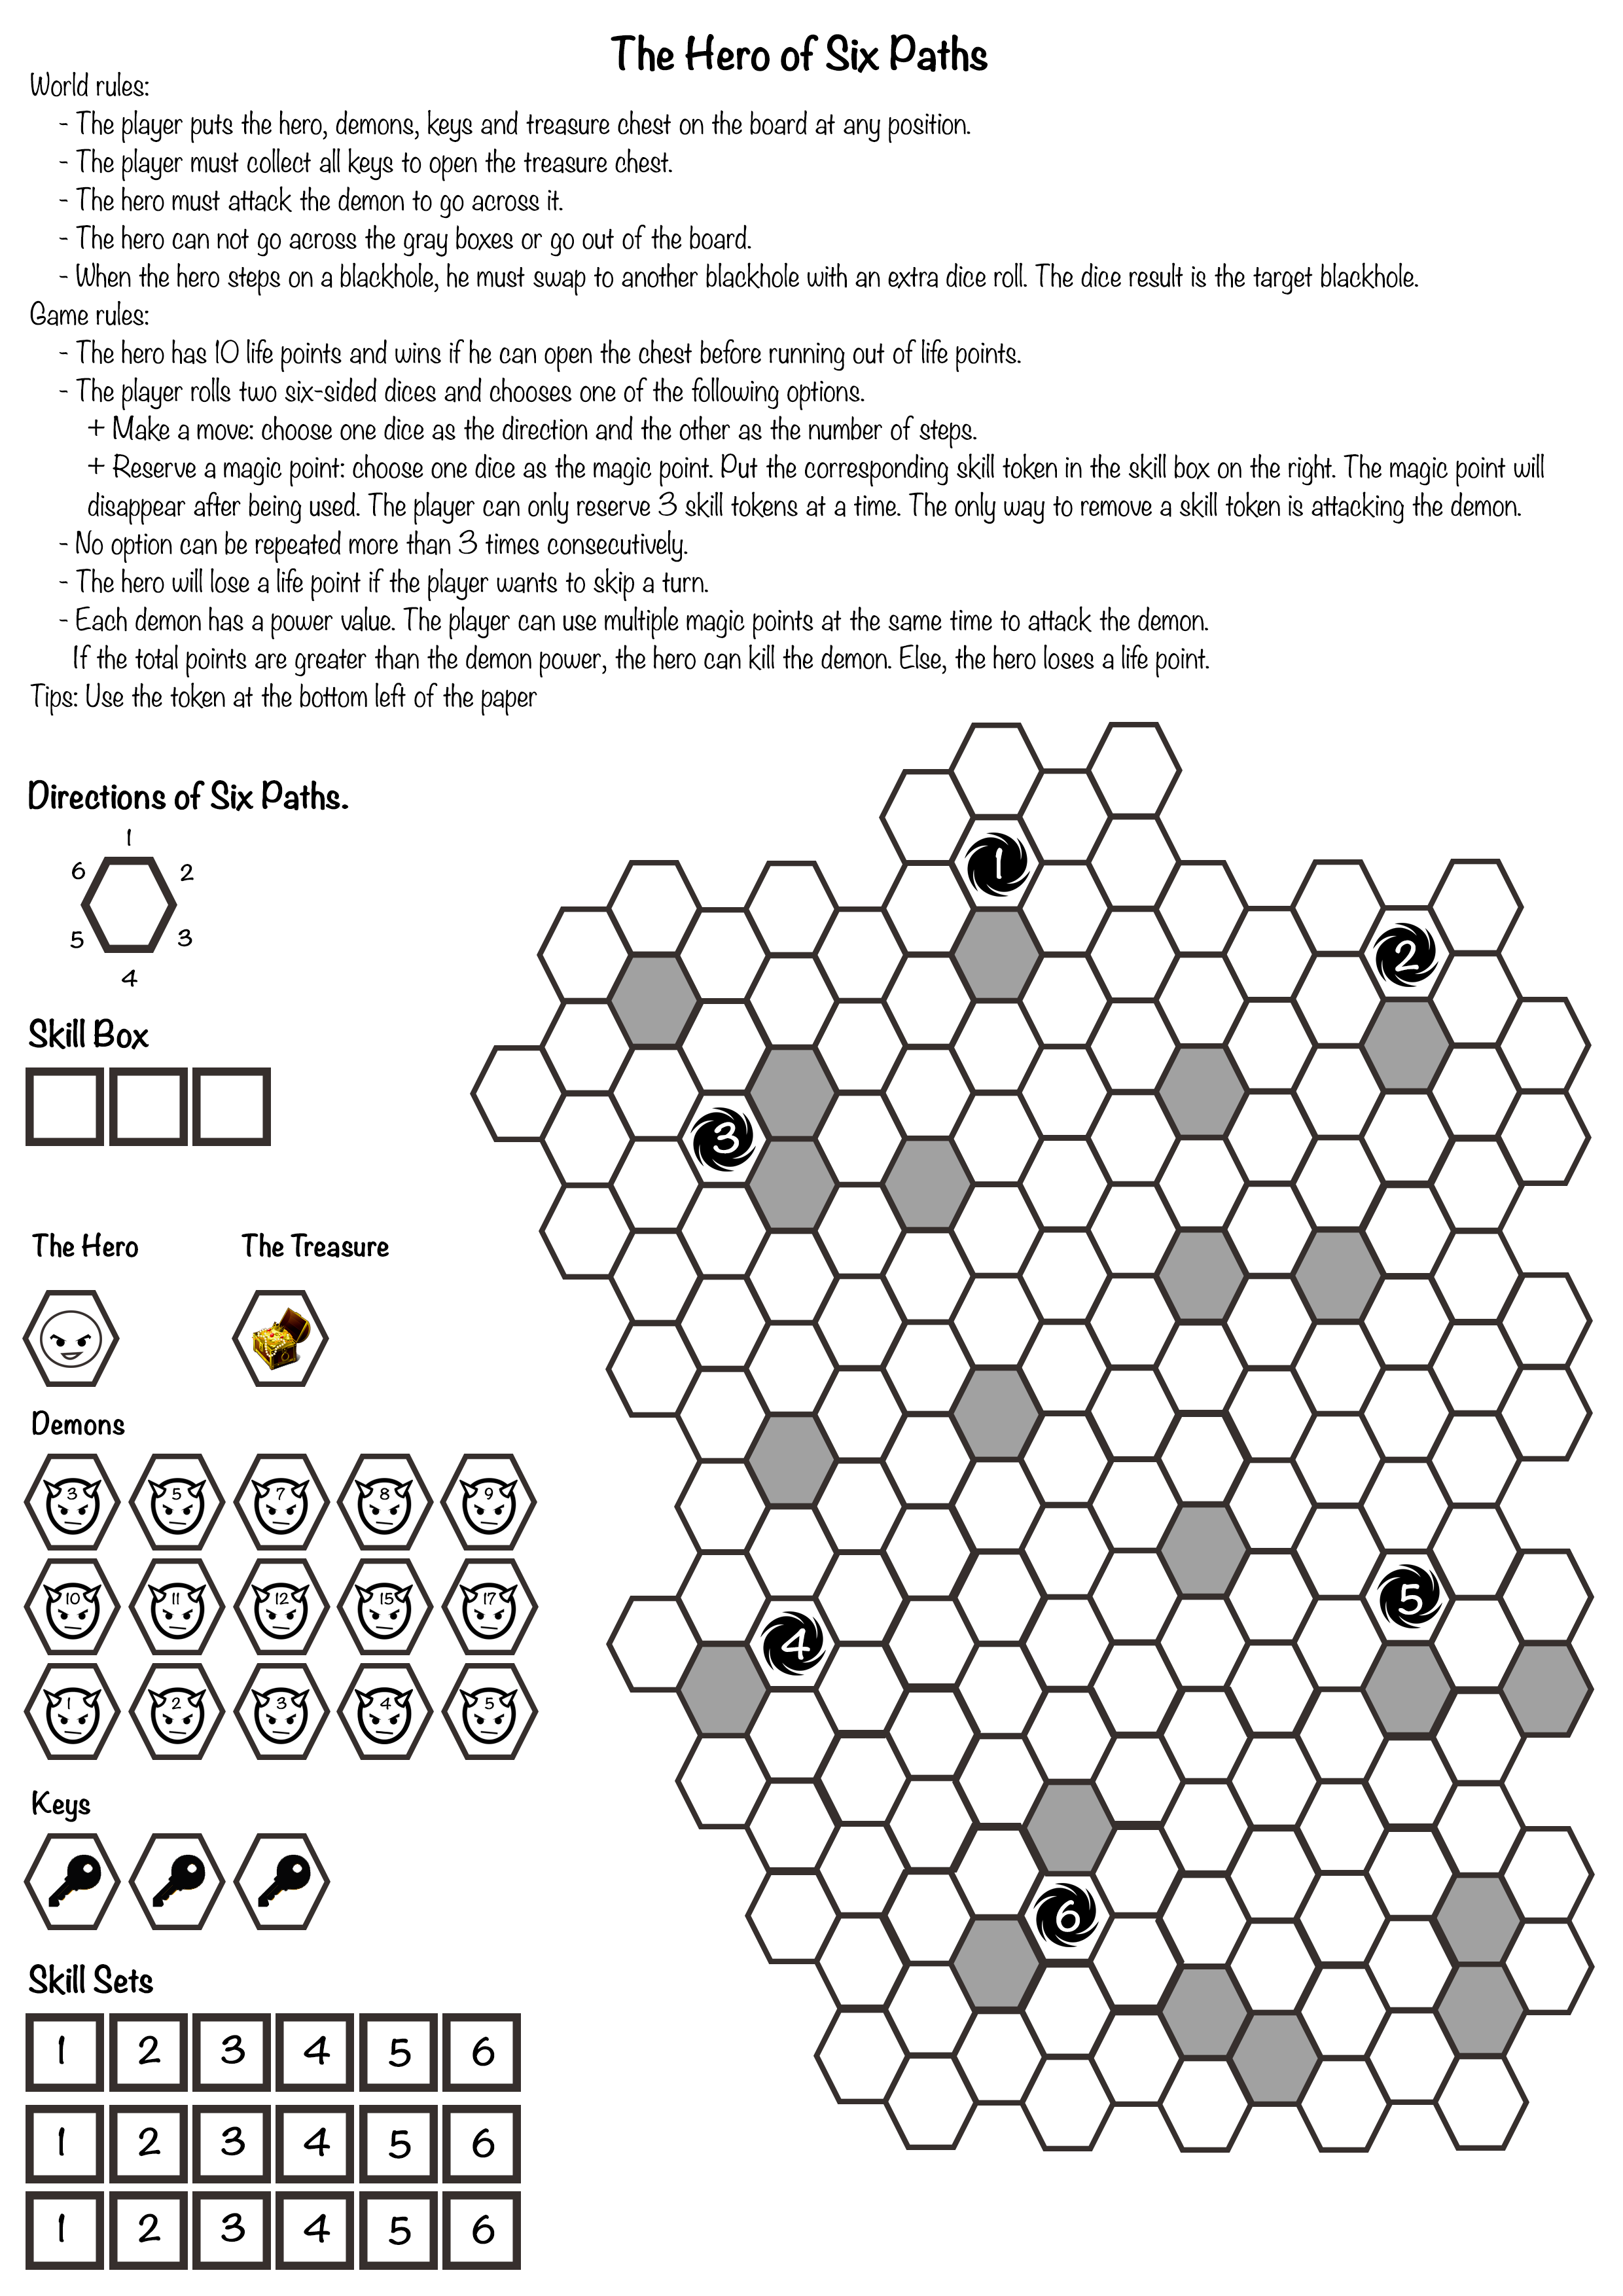 The Hero of Six Paths
World rules:
- The player puts the hero, demons, keys and treasure chest on the board at any position.
- The player must collect all keys to open the treasure chest.
- The hero must attack the demon to go across it.
- The hero can not go across the gray boxes or go out of the board.
- When the hero steps on a blackhole, he must swap to another blackhole with an extra dice roll. The dice result is the target blackhole.
Game rules:
- The hero has 10 life points and wins if he can open the chest before running out of life points.
- The player rolls two six-sided dices and chooses one of the following options.
+ Make a move: choose one dice as the direction and the other as the number of steps.
+ Reserve a magic point: choose one dice as the magic point. Put the corresponding skill token in the skill box on the right. The magic point will
disappear after being used. The player can only reserve 3 skill tokens at a time. The only way to remove a skill token is attacking the demon.
- No option can be repeated more than 3 times consecutively.
- The hero will lose a life point if the player wants to skip a turn.
- Each demon has a power value. The player can use multiple magic points at the same time to attack the demon.
If the total points are greater than the demon power, the hero can kill the demon. Else, the hero loses a life point.
Tips: Use the token at the bottom left of the paper
Directions of Six Paths.
1
6 2
5 3
4
Skill Box
The Hero The Treasure
Demons
3 5 7 8 9
10 11 12 15 17
1 2 3 4 5
Keys
Skill Sets
1 2 3 4 5 6
1 2 3 4 5 6
1 2 3 4 5 6
1
2
3
4
5
6